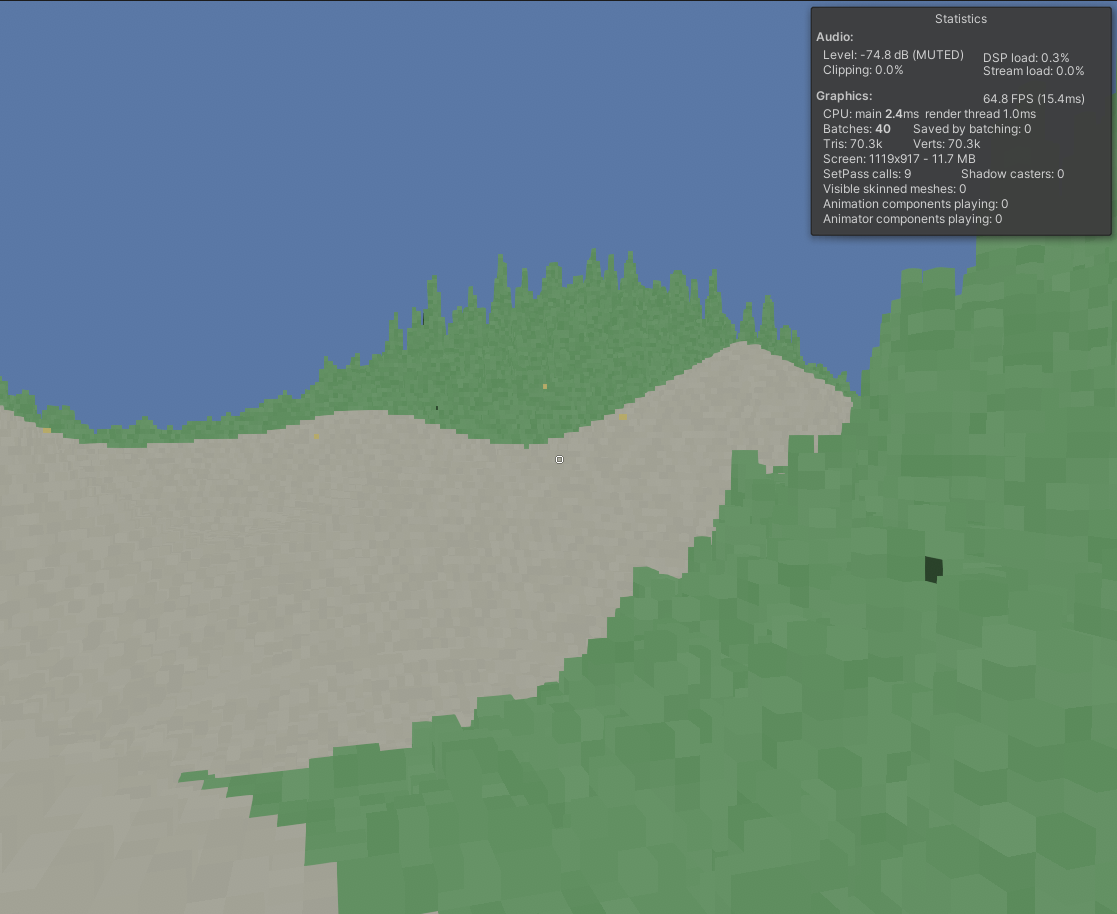 Statistics
Audio:
Level: -74.8 dB (MUTED) DSP load: 0.3%
Clipping: 0.0% Stream load: 0.0%
Graphics: 64.8 FPS (15.4ms)
CPU: main 2.4ms render thread 1.0ms
Batches: 40 Saved by batching: 0
Tris: 70.3k Verts: 70.3k
Screen: 1119x917 - 11.7 MB
SetPass calls: 9 Shadow casters: 0
Visible skinned meshes: 0
Animation components playing: 0
Animator components playing: 0